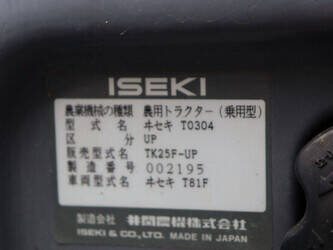 ISEKI
農業機械の種類 農用トラクター(乗用型)
型式名 ヰセキ T0304
区分 UP
販売型式名 TK25F-UP
製造番号 002195
車両型式名 ヰセキ T81F
製造会社 井関農機株式会社
ISEKI & CO.,LTD. MADE IN JAPAN